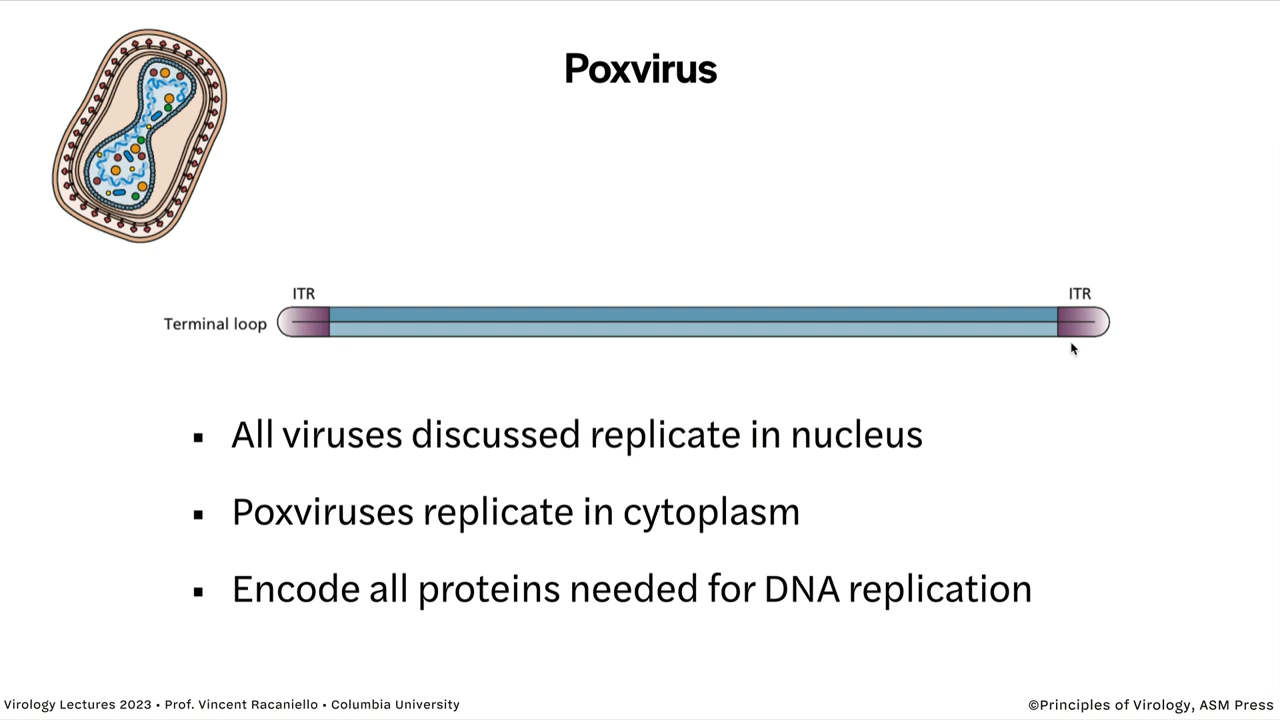 Poxvirus
ITR
ITR
Terminal loop
▪ All viruses discussed replicate in nucleus
▪ Poxviruses replicate in cytoplasm
▪ Encode all proteins needed for DNA replication
Virology Lectures 2023 • Prof. Vincent Racaniello • Columbia University
©Principles of Virology, ASM Press